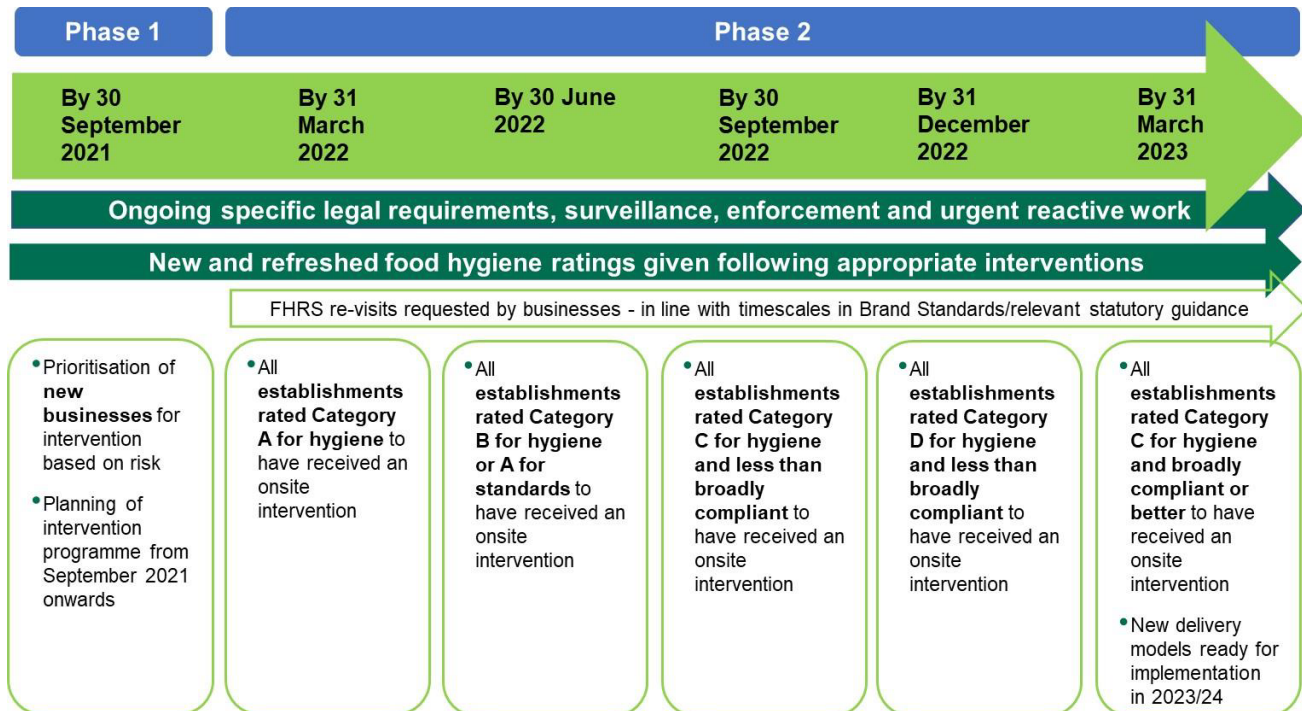 Phase 1
Phase 2
By 30
September
2021
By 31
March
2022
By 30 June
2022
By 30
September
2022
By 31
December
2022
By 31
March
2023
Ongoing specific legal requirements, surveillance, enforcement and urgent reactive work
New and refreshed food hygiene ratings given following appropriate interventions
FHRS re-visits requested by businesses - in line with timescales in Brand Standards/relevant statutory guidance
•Prioritisation of
new
businesses for
intervention
based on risk
•Planning of
intervention
programme from
September 2021
onwards
•All
establishments
rated Category
A for hygiene to
have received an
onsite
intervention
•All
establishments
rated Category
B for hygiene
or A for
standards to
have received an
onsite
intervention
•All
establishments
rated Category
C for hygiene
and less than
broadly
compliant to
have received an
onsite
intervention
•All
establishments
rated Category
D for hygiene
and less than
broadly
compliant to
have received an
onsite
intervention
•All
establishments
rated Category
C for hygiene
and broadly
compliant or
better to have
received an
onsite
intervention
•New delivery
models ready for
implementation
in 2023/24